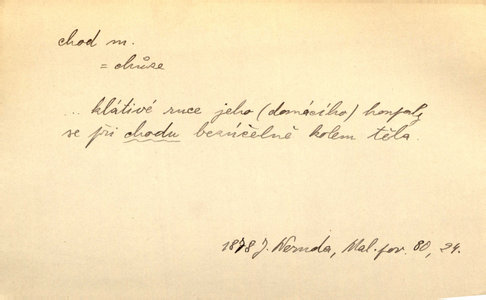 chod m.
= chůze
... klátivé ruce jeho (domácího) houpaly
se při chodu bezúčelně kolem těla.
1878 J. Neruda, Mal. pov. 80, 24.